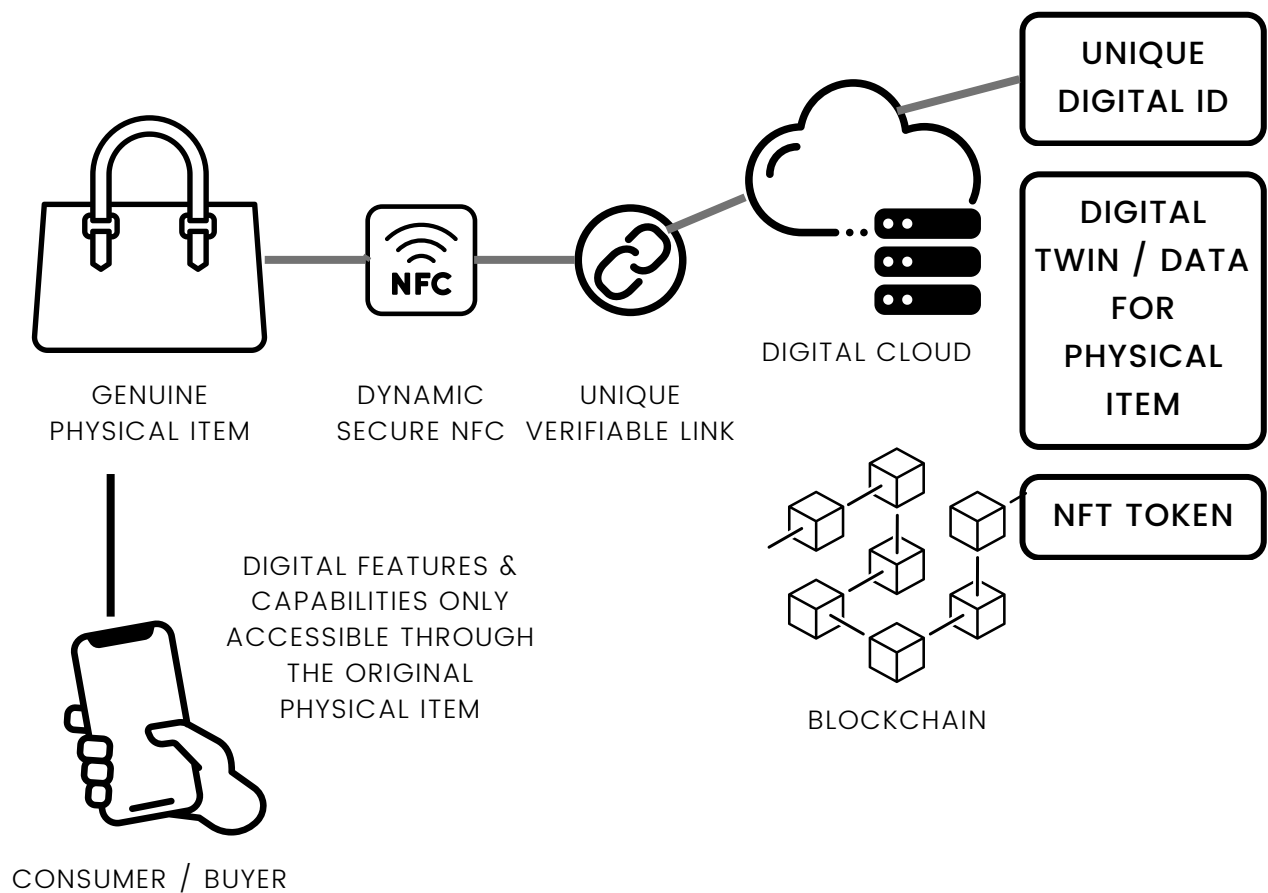 UNIQUE
DIGITAL ID
DIGITAL
TWIN / DATA
FOR
PHYSICAL
ITEM
NFT TOKEN
NFC
DIGITAL CLOUD
GENUINE
PHYSICAL ITEM
DYNAMIC
SECURE NFC
UNIQUE
VERIFIABLE LINK
DIGITAL FEATURES &
CAPABILITIES ONLY
ACCESSIBLE THROUGH
THE ORIGINAL
PHYSICAL ITEM
BLOCKCHAIN
CONSUMER / BUYER